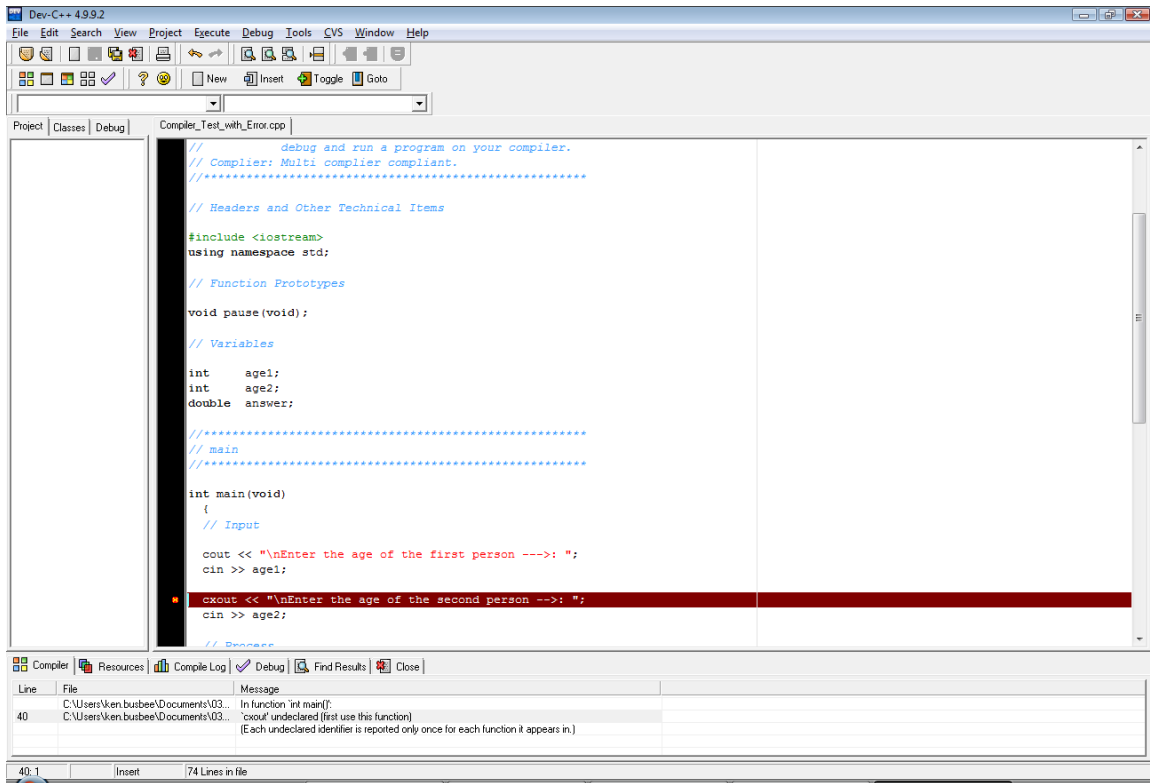 Dev-C++ 4.9.9.2
File Edit Search View Project Execute Debug Tools CVS Window Help
New Insert Toggle Goto
Project Classes Debug
Compiler_Test_with_Error.cpp
// debug and run a program on your compiler.
// Complier: Multi complier compliant.
//******************************************************
// Headers and Other Technical Items
#include <iostream>
using namespace std;
// Function Prototypes
void pause(void);
// Variables
int age1;
int age2;
double answer;
//******************************************************
// main
//******************************************************
int main(void)
{
// Input
cout << "\nEnter the age of the first person --->: ";
cin >> age1;
cxout << "\nEnter the age of the second person -->: ";
cin >> age2;
// Process
Compiler Resources Compile Log Debug Find Results Close
Line File Message
C:\Users\ken.busbee\Documents\03... In function `int main()':
40 C:\Users\ken.busbee\Documents\03... `cxout' undeclared (first use this function)
(Each undeclared identifier is reported only once for each function it appears in.)
40: 1 Insert 74 Lines in file